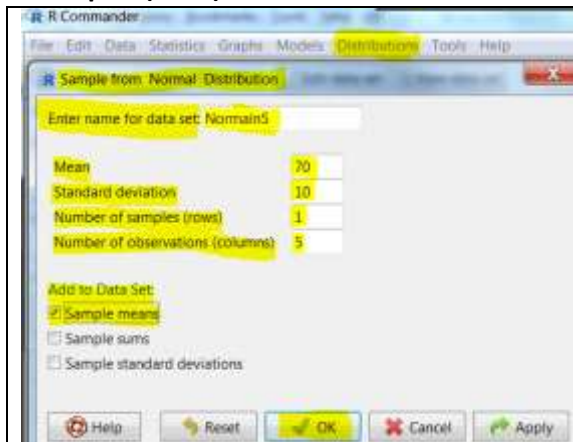 R Commander
File Edit Data Statistics Graphs Models Distributions Tools Help
Sample from Normal Distribution
Enter name for data set:
Mean 70
Standard deviation 10
Number of samples (rows) 1
Number of observations (columns) 5
Add to Data Set:
Sample means
Sample sums
Sample standard deviations
Help Reset OK Cancel Apply